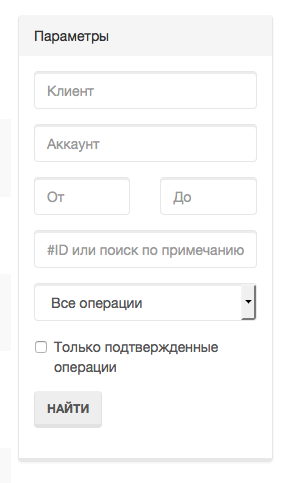 Параметры
Клиент
Аккаунт
От До
#ID или поиск по примечанию
Все операции
Только подтвержденные
операции
НАЙТИ